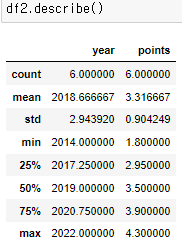 df2.describe()
year points
count 6.000000 6.000000
mean 2018.666667 3.316667
std 2.943920 0.904249
min 2014.000000 1.800000
25% 2017.250000 2.950000
50% 2019.000000 3.500000
75% 2020.750000 3.900000
max 2022.000000 4.300000